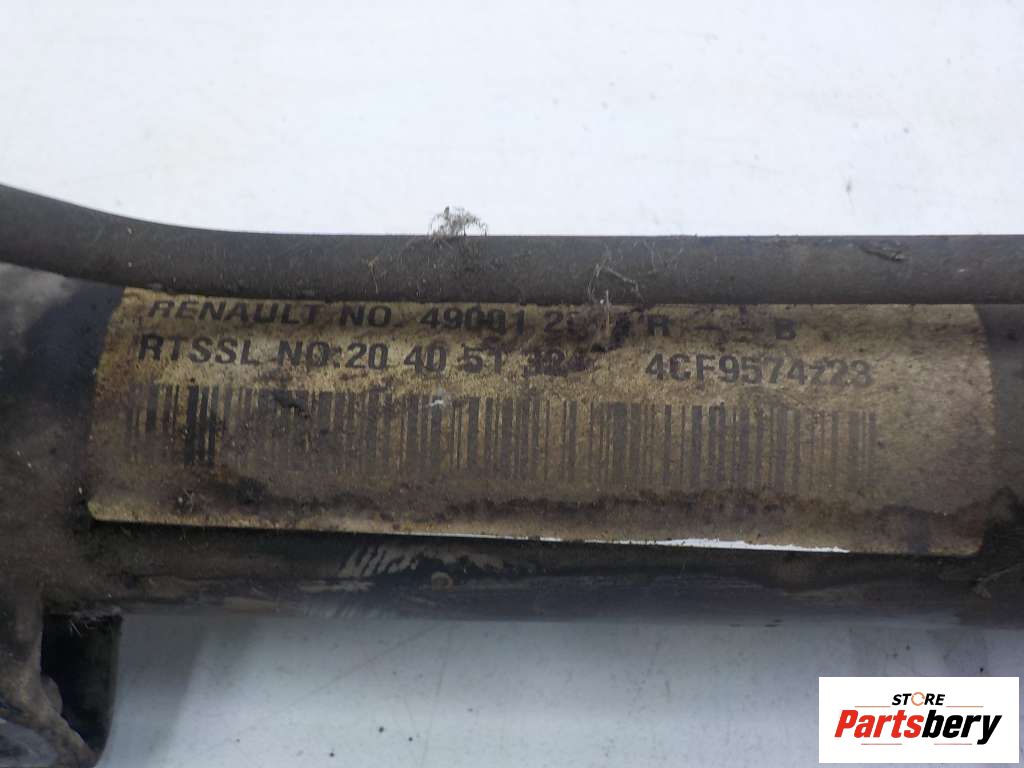 RENAULT NO. 49001 R - - B
RTSSL NO:20 40 51 4CF9574223
STORE
Partsbery